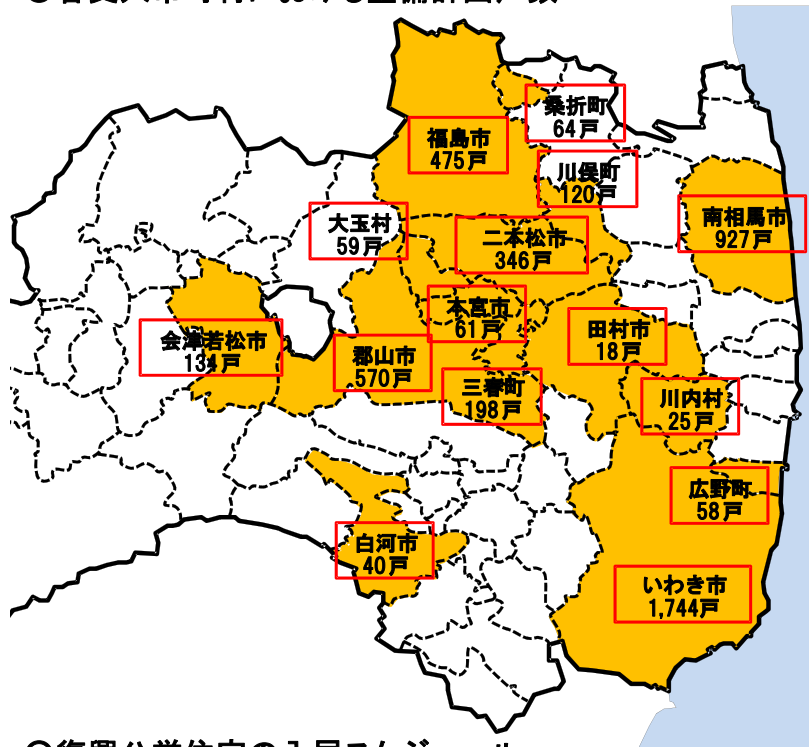 桑折町
64戸
福島市
475戸
川俣町
120戸
大玉村
59戸
二本松市
346戸
南相馬市
927戸
本宮市
61戸
田村市
18戸
会津若松市
134戸
郡山市
570戸
三春町
198戸
川内村
25戸
広野町
58戸
白河市
40戸
いわき市
1,744戸